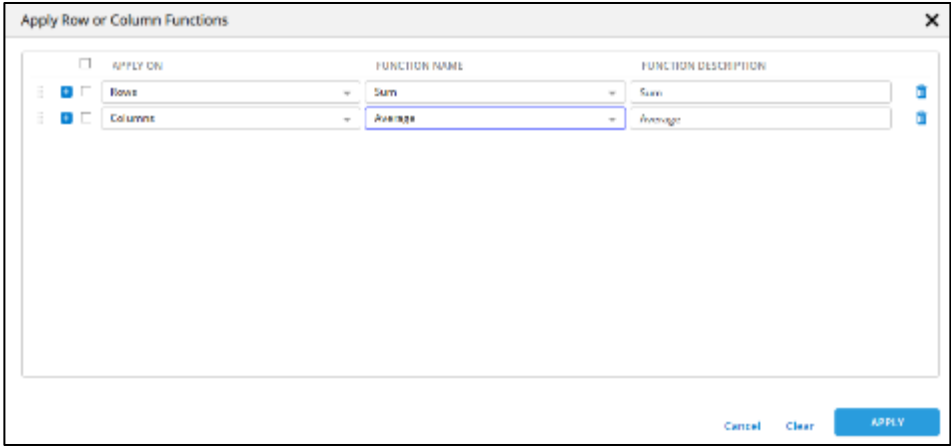 Apply Row or Column Functions
APPLY ON FUNCTION NAME FUNCTION DESCRIPTION
Rows Sum Sum
Columns Average Average
Cancel Clear APPLY